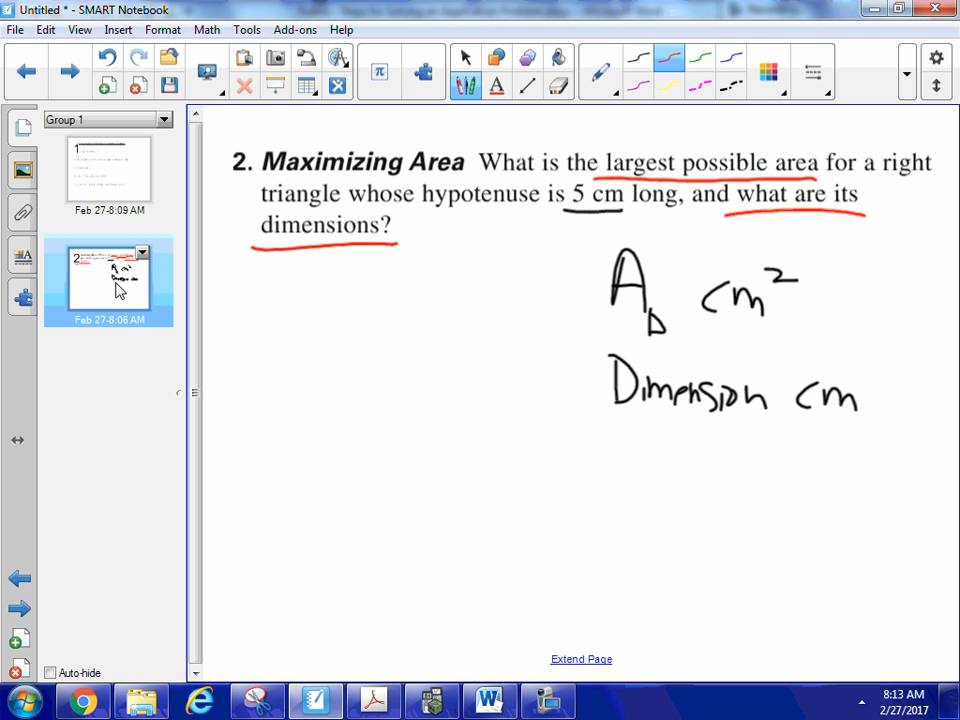 Untitled * - SMART Notebook
File Edit View Insert Format Math Tools Add-ons Help
Group 1
1
Feb 27-8:09 AM
2
Feb 27-8:06 AM
Auto-hide
2. Maximizing Area What is the largest possible area for a right
triangle whose hypotenuse is 5 cm long, and what are its
dimensions?
A cm²
Dimension cm
Extend Page
8:13 AM
2/27/2017